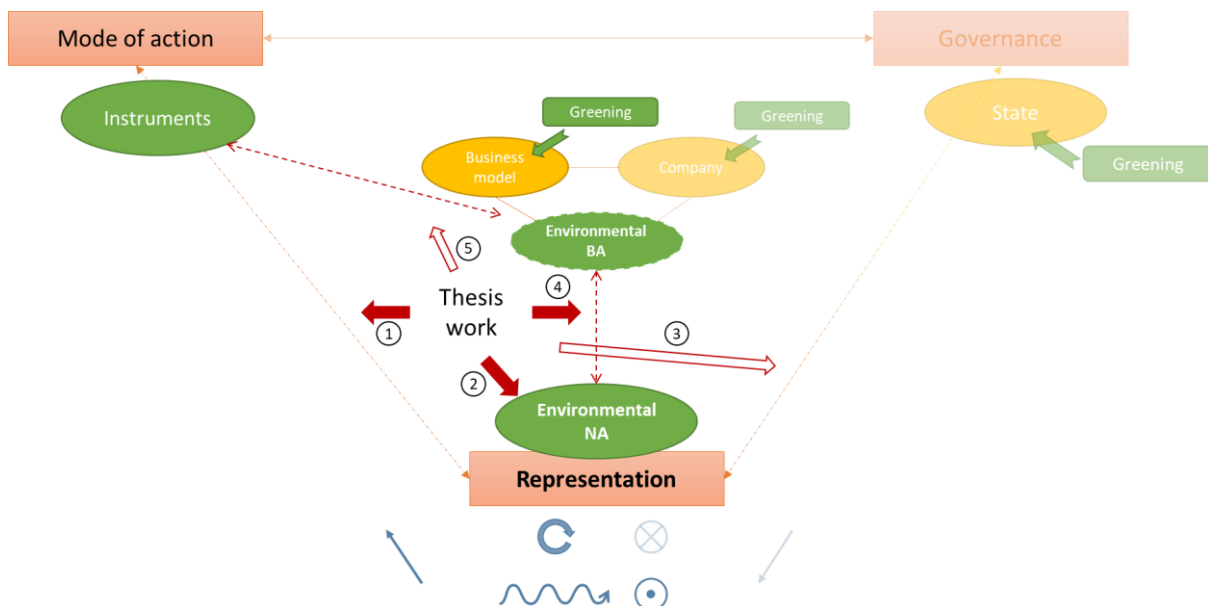 Mode of action
Governance
Instruments
Greening
Greening
State
Business
model
Company
Greening
Environmental
BA
5
4
Thesis
work
1
3
2
Environmental
NA
Representation